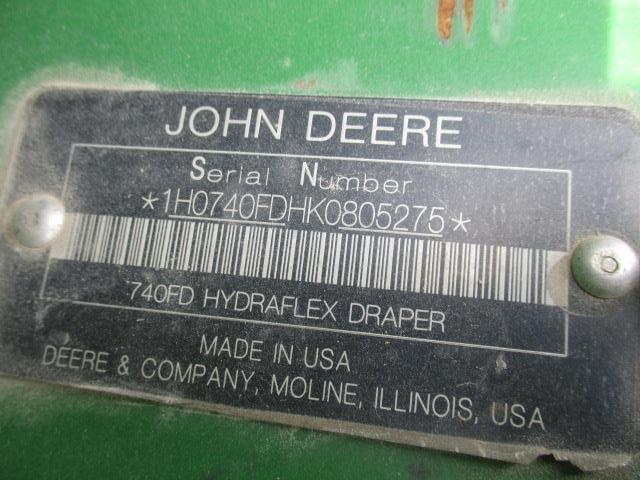 JOHN DEERE
Serial Number
*1H0740FDHK0805275*
740FD HYDRAFLEX DRAPER
MADE IN USA
DEERE & COMPANY, MOLINE, ILLINOIS, USA